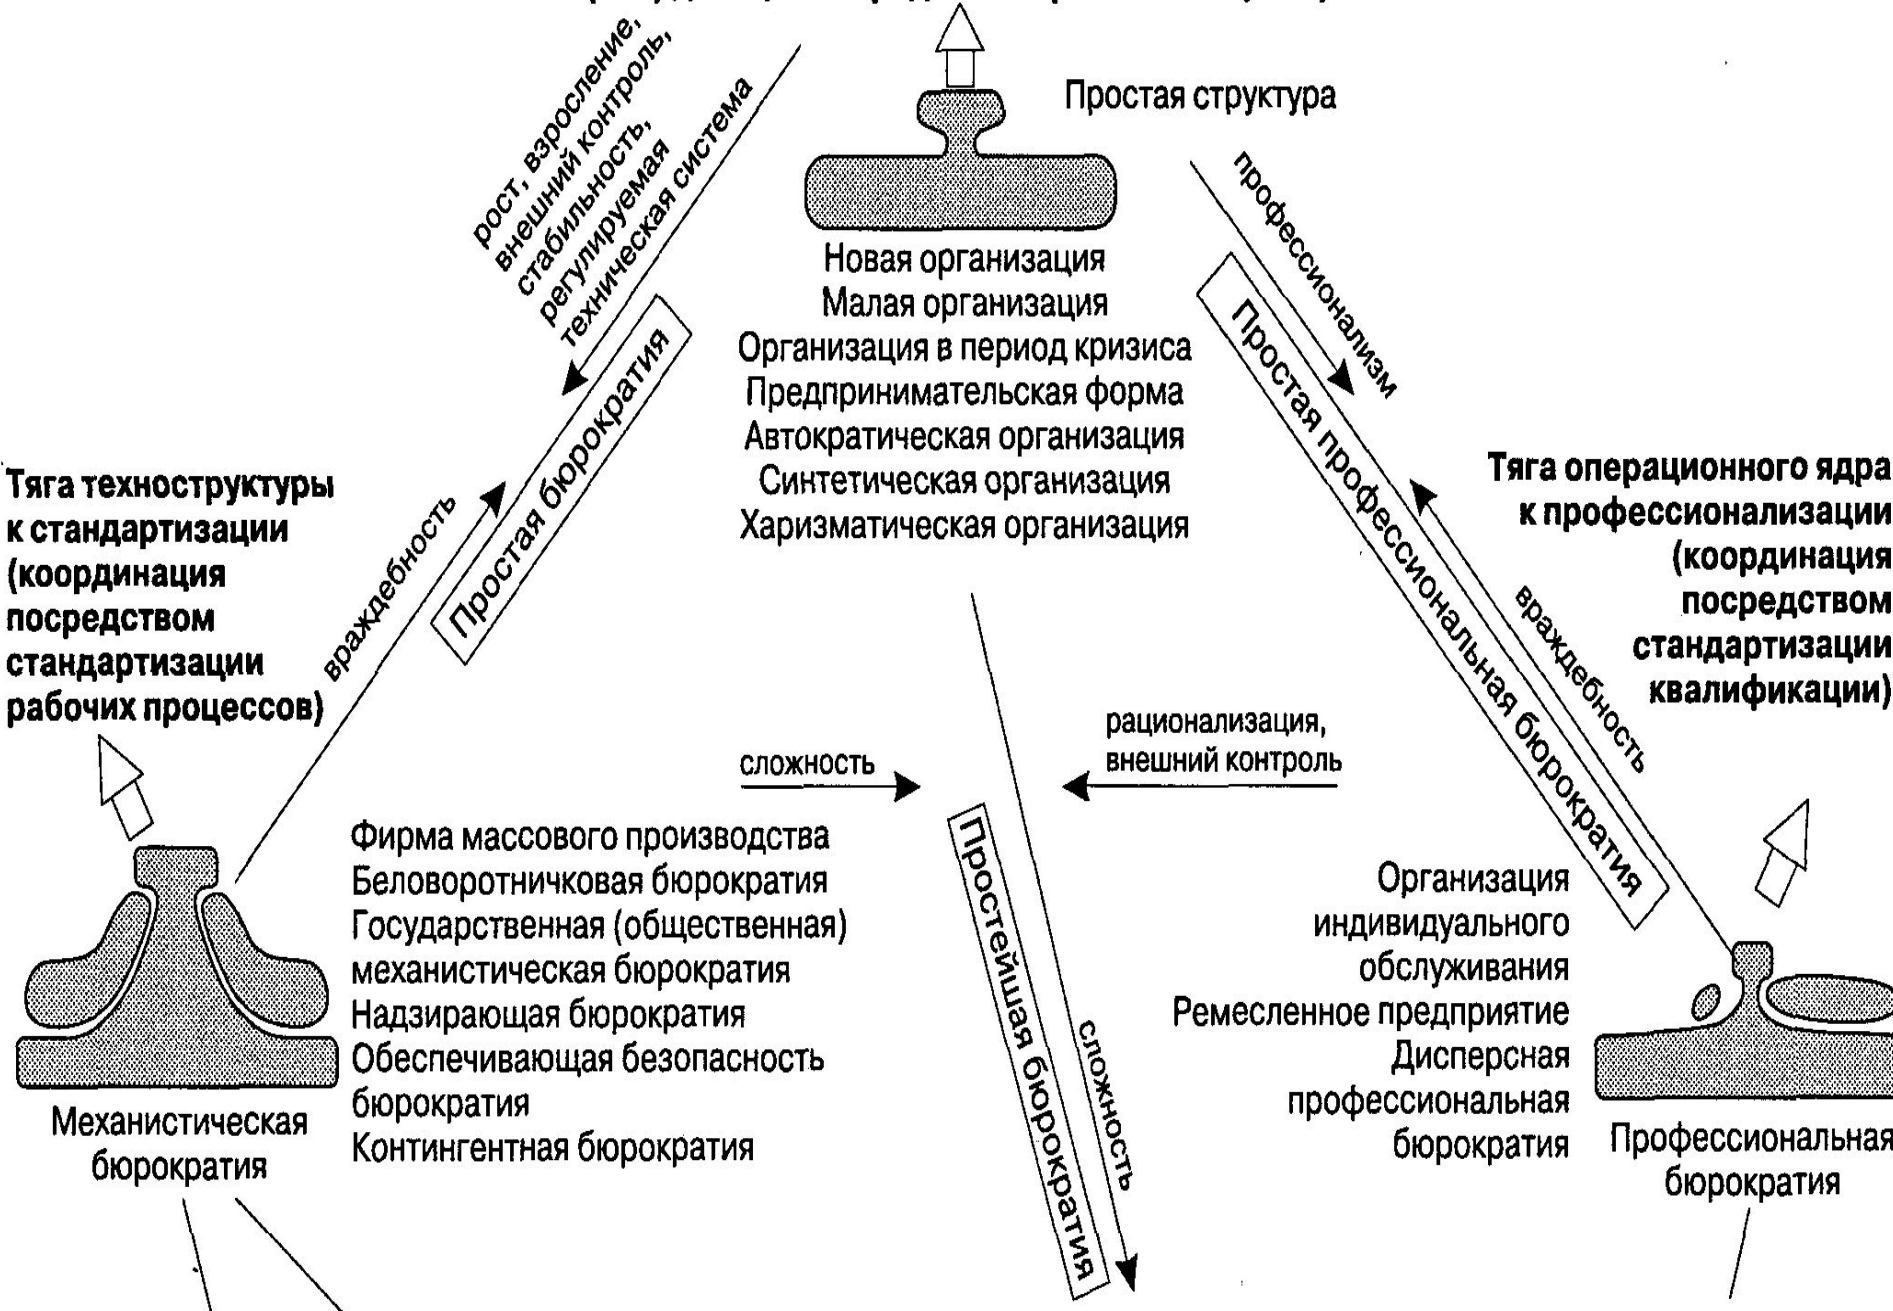 Простая структура
рост, взросление,
внешний контроль,
стабильность,
регулируемая
техническая система
профессионализм
Новая организация
Малая организация
Организация в период кризиса
Предпринимательская форма
Автократическая организация
Синтетическая организация
Харизматическая организация
Простая бюрократия
враждебность
Простая профессиональная бюрократия
враждебность
Тяга техноструктуры
к стандартизации
(координация
посредством
стандартизации
рабочих процессов)
Тяга операционного ядра
к профессионализации
(координация
посредством
стандартизации
квалификации)
сложность
рационализация,
внешний контроль
Фирма массового производства
Беловоротничковая бюрократия
Государственная (общественная)
механистическая бюрократия
Надзирающая бюрократия
Обеспечивающая безопасность
бюрократия
Контингентная бюрократия
Простейшая бюрократия
сложность
Организация
индивидуального
обслуживания
Ремесленное предприятие
Дисперсная
профессиональная
бюрократия
Механистическая
бюрократия
Профессиональная
бюрократия